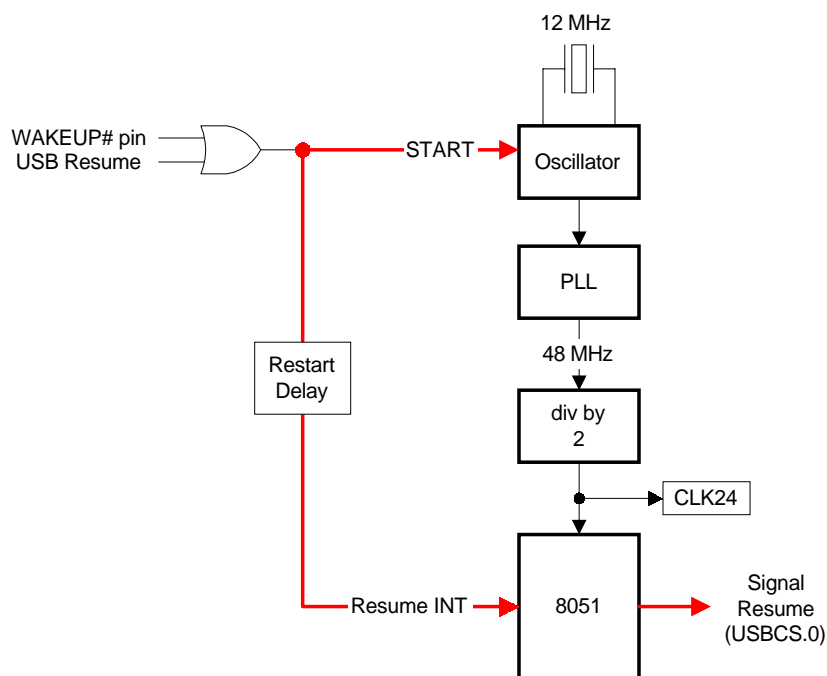 12 MHz
WAKEUP# pin
USB Resume
START
Oscillator
PLL
48 MHz
Restart
Delay
div by
2
CLK24
Resume INT
8051
Signal
Resume
(USBCS.0)